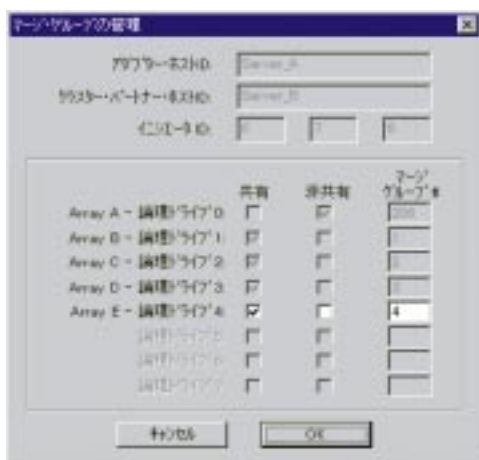 マージ・グループの管理
アダプター・ホストID: Server_A
クラスター・パートナー・ホストID: Server_B
イニシエータ ID:
共有 非共有 マージグループ#
Array A - 論理ドライブ 0:
Array B - 論理ドライブ 1:
Array C - 論理ドライブ 2:
Array D - 論理ドライブ 3:
Array E - 論理ドライブ 4: 4
論理ドライブ 5:
論理ドライブ 6:
論理ドライブ 7:
キャンセル OK